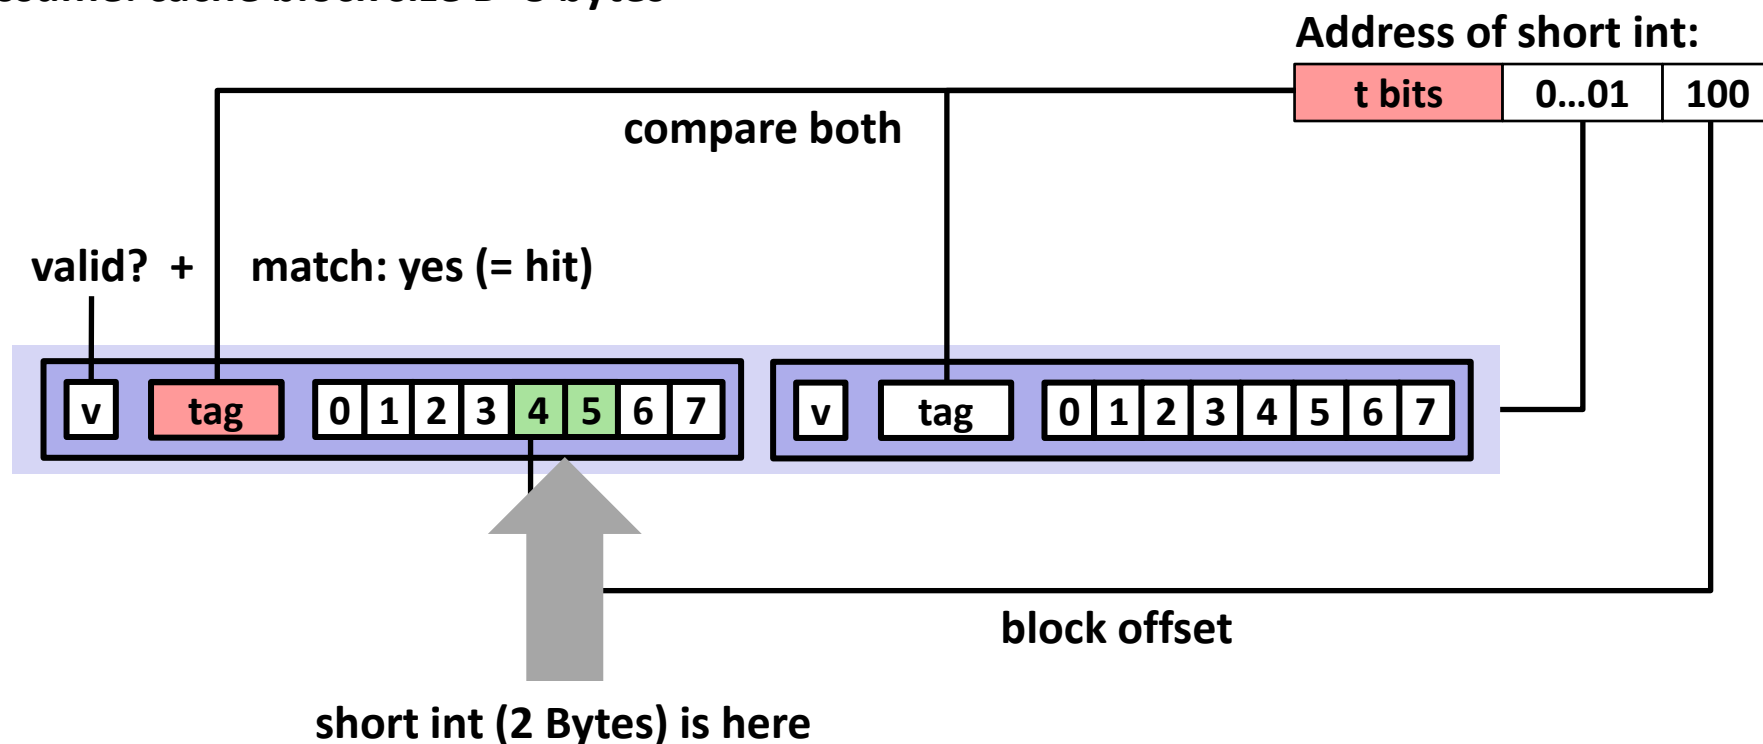 Address of short int:
t bits 0...01 100
compare both
valid? + match: yes (= hit)
v tag 0 1 2 3 4 5 6 7 v tag 0 1 2 3 4 5 6 7
block offset
short int (2 Bytes) is here